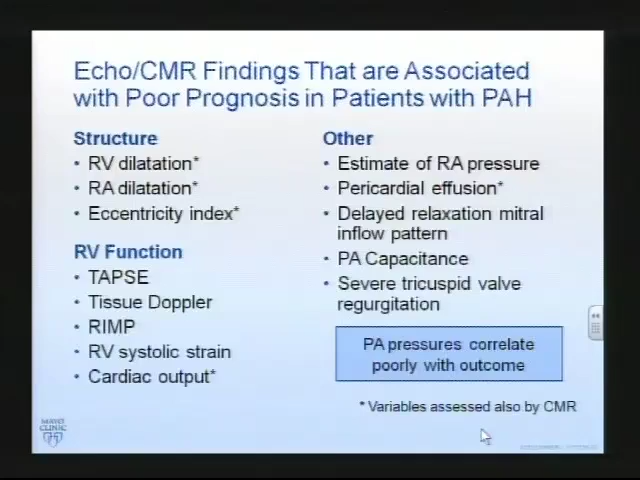 Echo/CMR Findings That are Associated
with Poor Prognosis in Patients with PAH
Structure
• RV dilatation*
• RA dilatation*
• Eccentricity index*
RV Function
• TAPSE
• Tissue Doppler
• RIMP
• RV systolic strain
• Cardiac output*
Other
• Estimate of RA pressure
• Pericardial effusion*
• Delayed relaxation mitral
inflow pattern
• PA Capacitance
• Severe tricuspid valve
regurgitation
PA pressures correlate
poorly with outcome
* Variables assessed also by CMR
MAYO
CLINIC